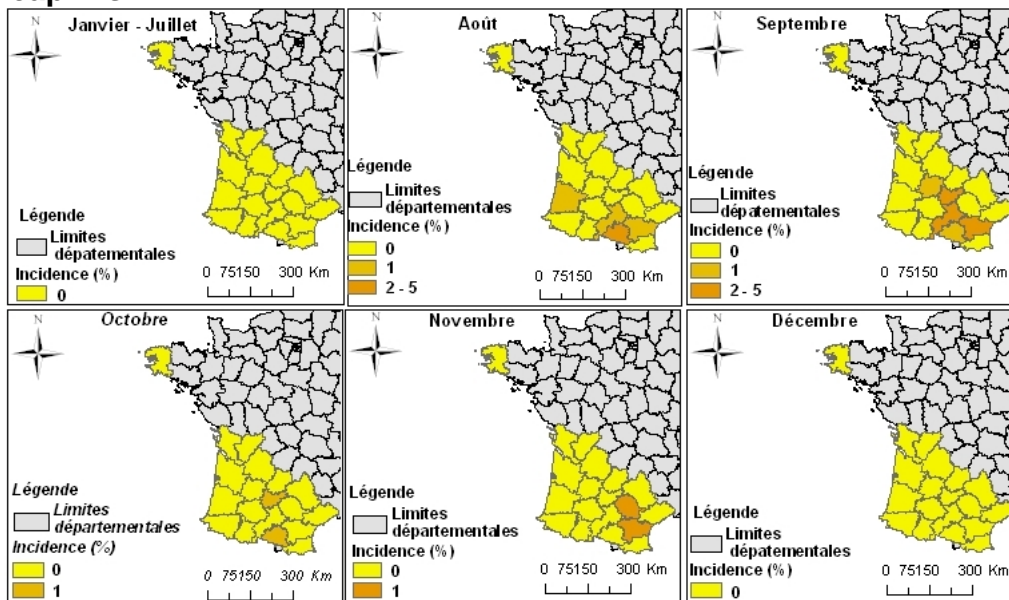 N
Janvier - Juillet
Légende
Limites
dépatementales
Incidence (%)
0
0 75150 300 Km
N
Août
Légende
Limites
départementales
Incidence (%)
0
1
2 - 5
0 75150 300 Km
N
Septembre
Légende
Limites
dépatementales
Incidence (%)
0
1
2 - 5
0 75150 300 Km
N
Octobre
Légende
Limites
départementales
Incidence (%)
0
1
0 75150 300 Km
N
Novembre
Légende
Limites
départementales
Incidence (%)
0
1
0 75150 300 Km
N
Décembre
Légende
Limites
dépatementales
Incidence (%)
0
0 75150 300 Km